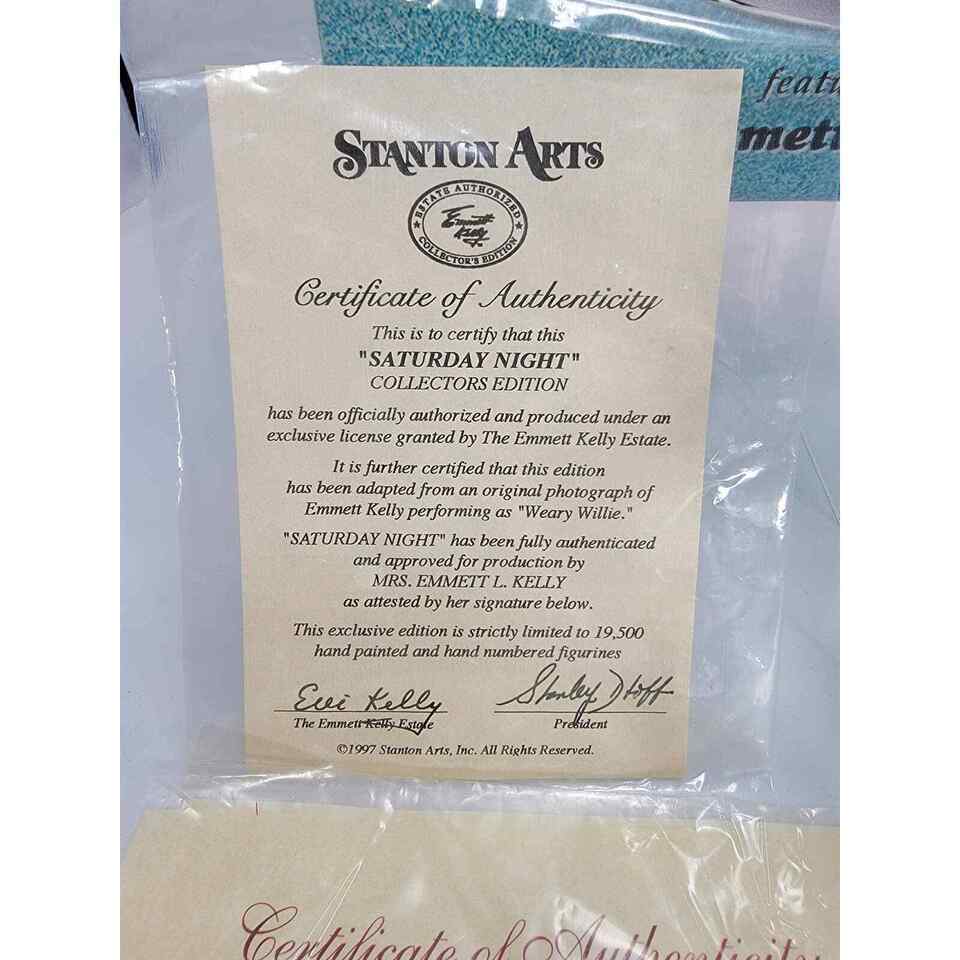 featu
mett
STANTON ARTS
ESTATE AUTHORIZED
Emmett
Kelly
COLLECTOR'S EDITION
Certificate of Authenticity
This is to certify that this
"SATURDAY NIGHT"
COLLECTORS EDITION
has been officially authorized and produced under an
exclusive license granted by The Emmett Kelly Estate.
It is further certified that this edition
has been adapted from an original photograph of
Emmett Kelly performing as "Weary Willie."
"SATURDAY NIGHT" has been fully authenticated
and approved for production by
MRS. EMMETT L. KELLY
as attested by her signature below.
This exclusive edition is strictly limited to 19,500
hand painted and hand numbered figurines
Evi Kelly
The Emmett Kelly Estate
Stanley
President
©1997 Stanton Arts, Inc. All Rights Reserved.
Certificate of Authenticity